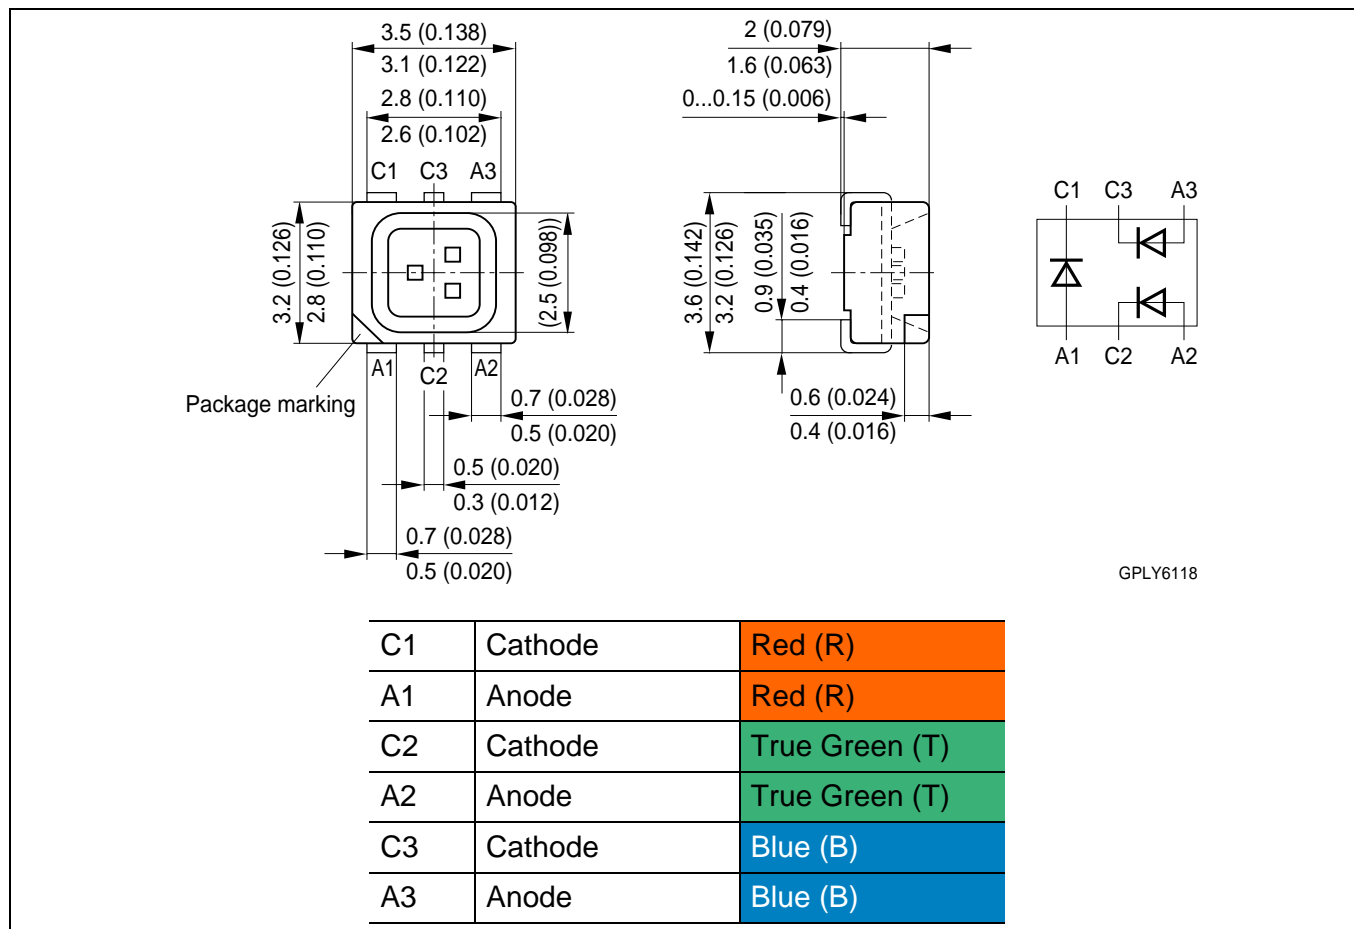 3.5 (0.138)
3.1 (0.122)
2.8 (0.110)
2.6 (0.102)
C1 C3 A3
3.2 (0.126)
2.8 (0.110)
(2.5 (0.098))
A1 C2 A2
Package marking
0.7 (0.028)
0.5 (0.020)
0.5 (0.020)
0.3 (0.012)
0.7 (0.028)
0.5 (0.020)
2 (0.079)
1.6 (0.063)
0...0.15 (0.006)
3.6 (0.142)
3.2 (0.126)
0.9 (0.035)
0.4 (0.016)
0.6 (0.024)
0.4 (0.016)
C1 C3 A3
A1 C2 A2
GPLY6118
C1 Cathode Red (R)
A1 Anode Red (R)
C2 Cathode True Green (T)
A2 Anode True Green (T)
C3 Cathode Blue (B)
A3 Anode Blue (B)